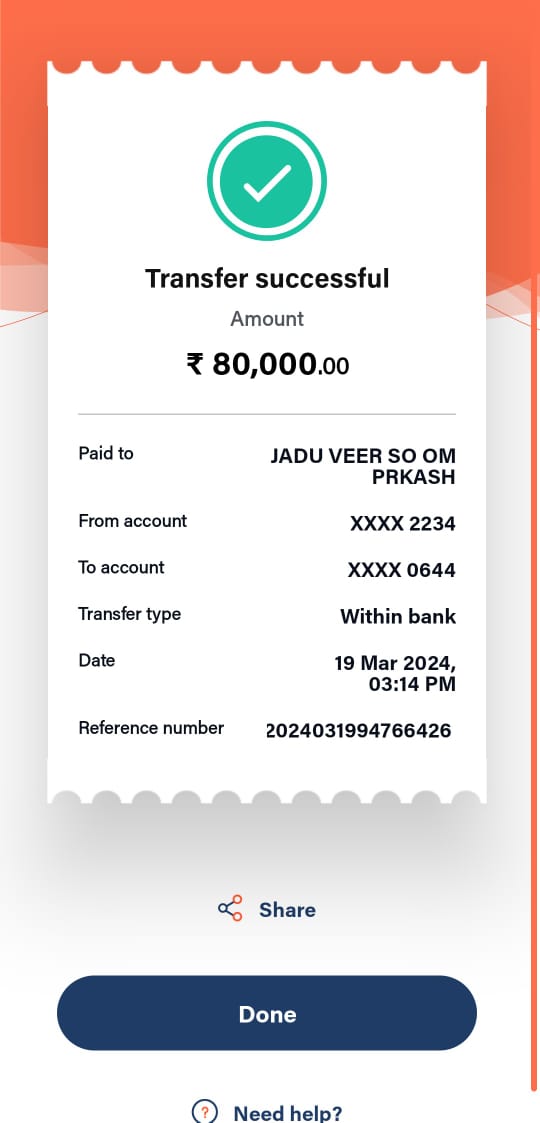 Transfer successful
Amount
₹ 80,000.00
Paid to JADU VEER SO OM
PRKASH
From account XXXX 2234
To account XXXX 0644
Transfer type Within bank
Date 19 Mar 2024,
03:14 PM
Reference number 2024031994766426
Share
Done
? Need help?